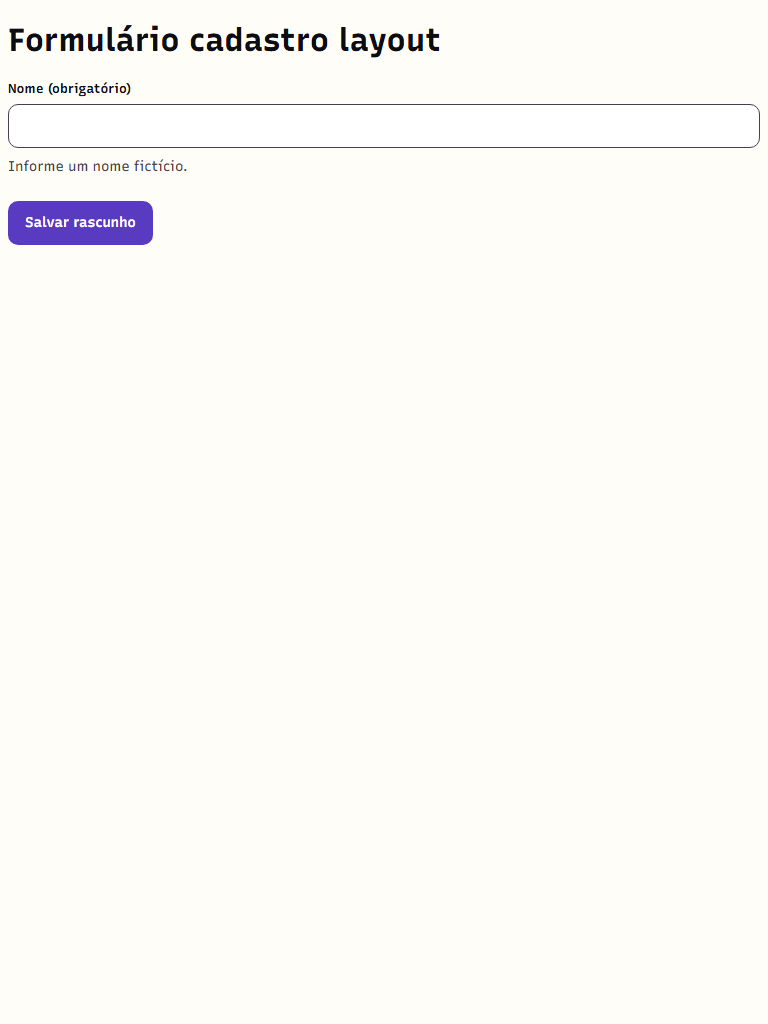 Formulário cadastro layout
Nome (obrigatório)
Informe um nome fictício.
Salvar rascunho